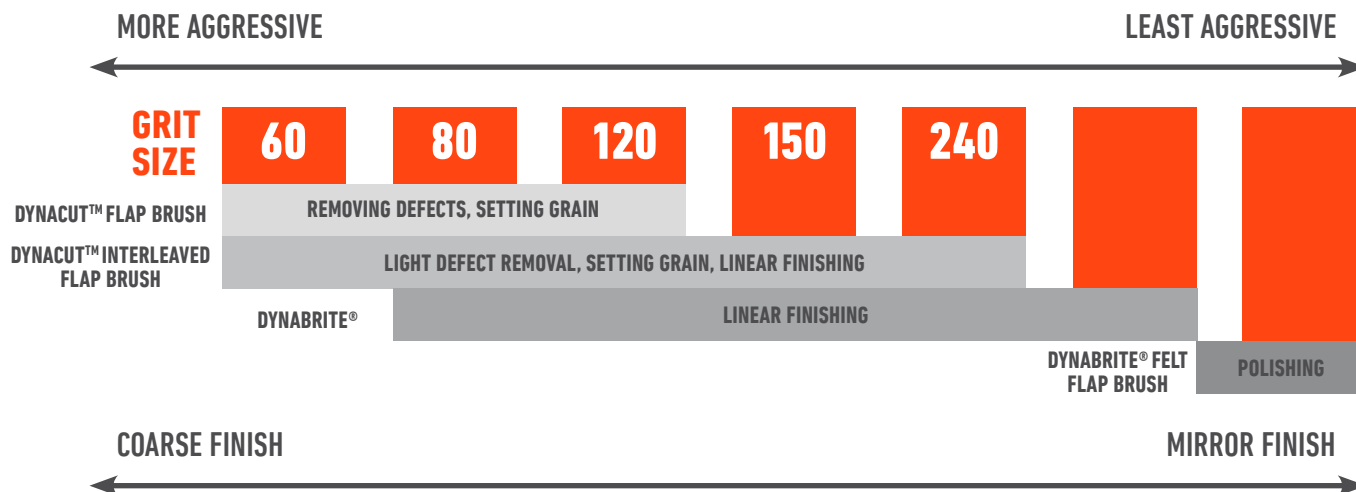 MORE AGGRESSIVE
LEAST AGGRESSIVE
GRIT
SIZE
60
80
120
150
240
DYNACUT™ FLAP BRUSH
REMOVING DEFECTS, SETTING GRAIN
DYNACUT™ INTERLEAVED
FLAP BRUSH
LIGHT DEFECT REMOVAL, SETTING GRAIN, LINEAR FINISHING
DYNABRITE®
LINEAR FINISHING
DYNABRITE® FELT
FLAP BRUSH
POLISHING
COARSE FINISH
MIRROR FINISH